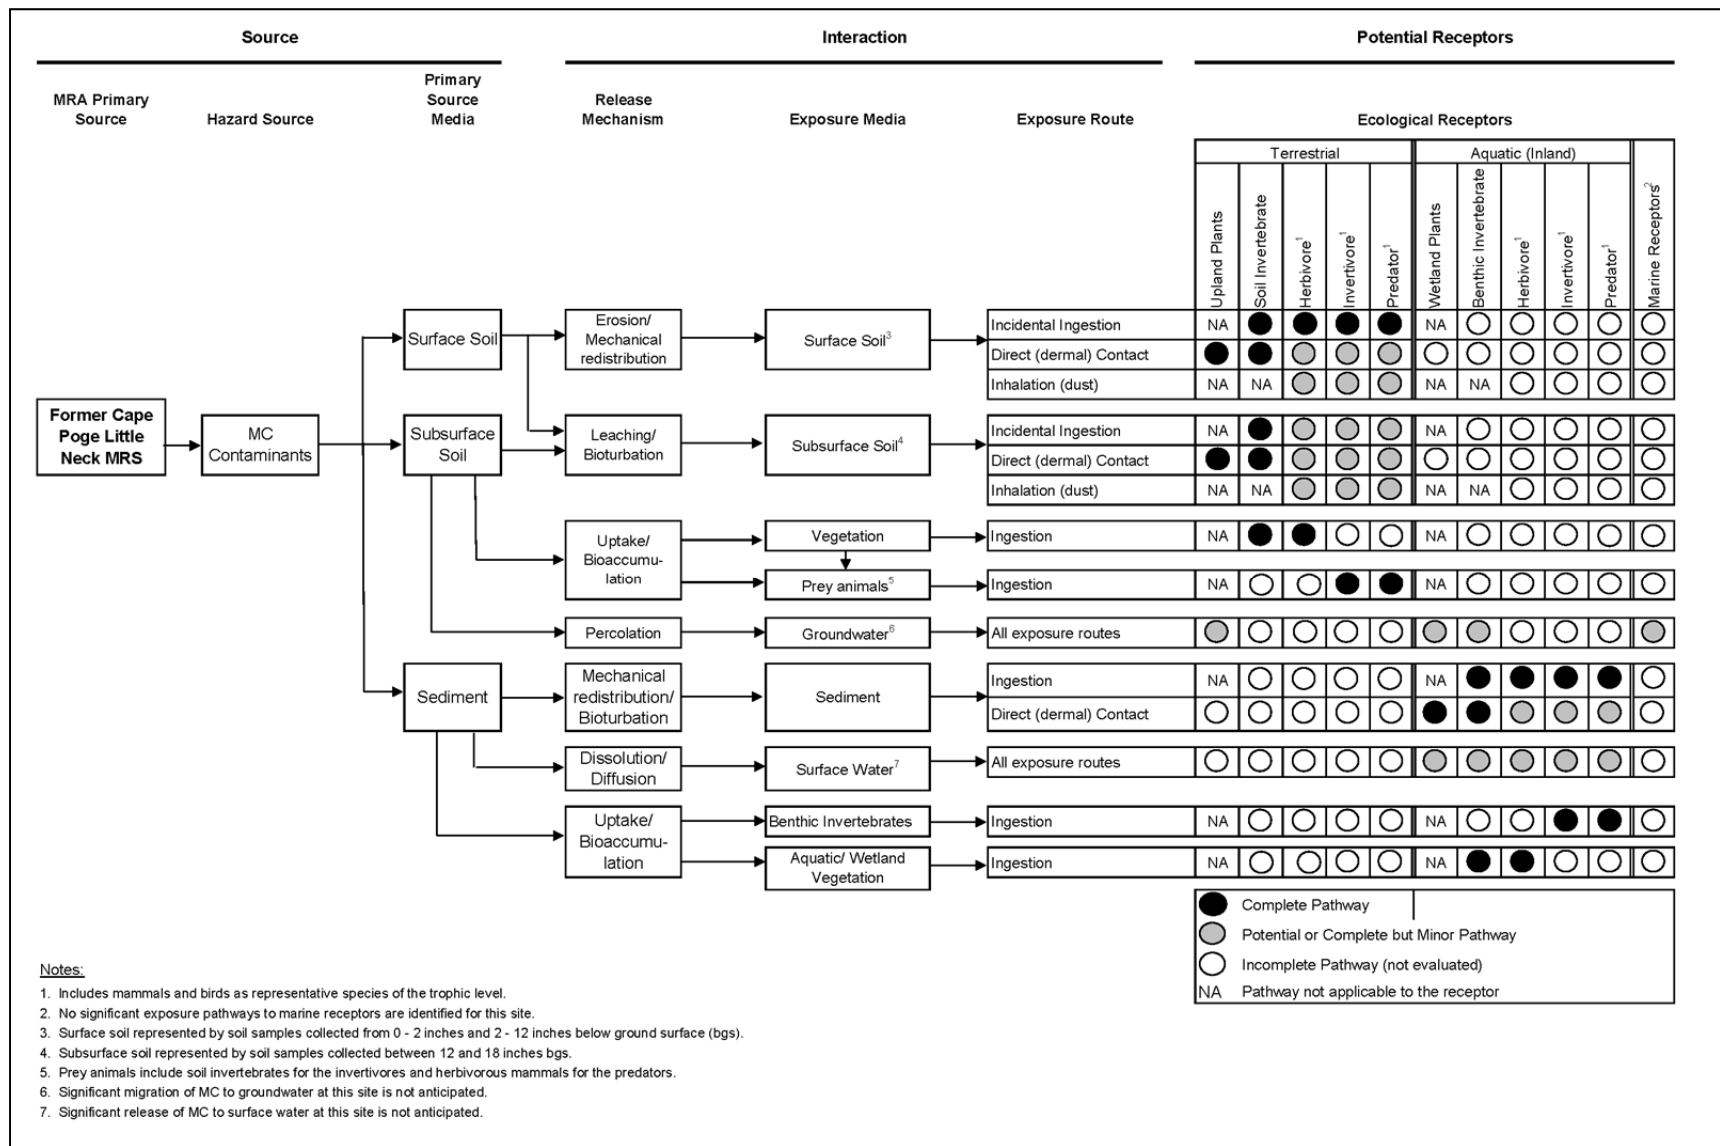 Source
Interaction
Potential Receptors
MRA Primary
Source
Hazard Source
Primary
Source
Media
Release
Mechanism
Exposure Media
Exposure Route
Ecological Receptors
Terrestrial
Aquatic (Inland)
Upland Plants
Soil Invertebrate
Herbivore1
Invertivore1
Predator1
Wetland Plants
Benthic Invertebrate
Herbivore1
Invertivore1
Predator1
Marine Receptors2
Former Cape
Poge Little
Neck MRS
MC
Contaminants
Surface Soil
Erosion/
Mechanical
redistribution)
Surface Soil3
Incidental Ingestion NA NA
Direct (dermal) Contact
Inhalation (dust) NA NA NA NA
Subsurface
Soil
Leaching/
Bioturbation)
Subsurface Soil4
Incidental Ingestion NA NA
Direct (dermal) Contact
Inhalation (dust) NA NA NA NA
Uptake/
Bioaccumu-
lation)
Vegetation
Ingestion NA NA
Prey animals5
Ingestion NA NA
Percolation
Groundwater6
All exposure routes
Sediment
Mechanical
redistribution/
Bioturbation)
Sediment
Ingestion NA NA
Direct (dermal) Contact
Dissolution/
Diffusion)
Surface Water7
All exposure routes
Uptake/
Bioaccumu-
lation)
Benthic Invertebrates
Ingestion NA NA
Aquatic/ Wetland
Vegetation
Ingestion NA NA
Complete Pathway
Potential or Complete but Minor Pathway
Incomplete Pathway (not evaluated)
NA Pathway not applicable to the receptor
Notes:
1. Includes mammals and birds as representative species of the trophic level.
2. No significant exposure pathways to marine receptors are identified for this site.
3. Surface soil represented by soil samples collected from 0 - 2 inches and 2 - 12 inches below ground surface (bgs).
4. Subsurface soil represented by soil samples collected between 12 and 18 inches bgs.
5. Prey animals include soil invertebrates for the invertivores and herbivorous mammals for the predators.
6. Significant migration of MC to groundwater at this site is not anticipated.
7. Significant release of MC to surface water at this site is not anticipated.